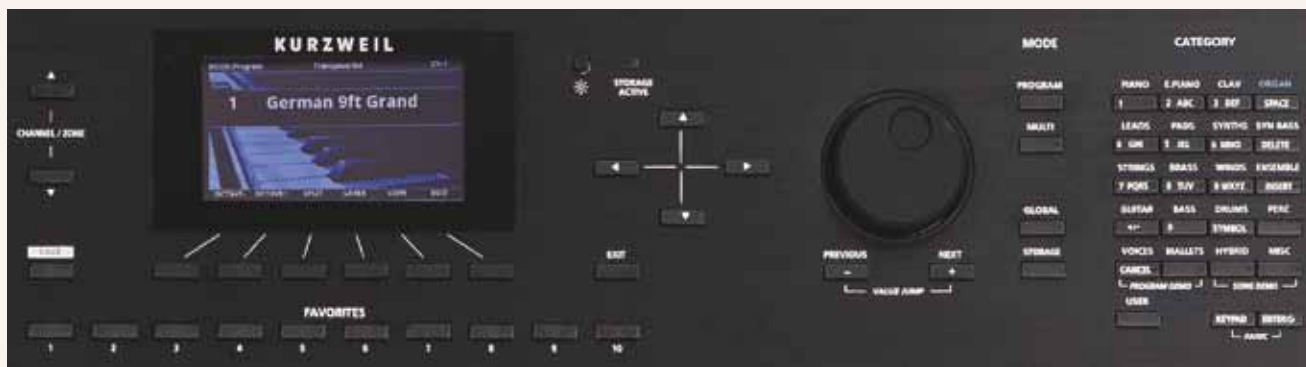 KURZWEIL
MODE
CATEGORY
Program
Transpose
1 German 9ft Grand
STORAGE
ACTIVE
CHANNEL / ZONE
PROGRAM
MULTI
GLOBAL
STORAGE
EXIT
PREVIOUS
NEXT
-
+
VALUE JUMP
PIANO E.PIANO CLAV ORGAN
1 2 ABC 3 DEF SPACE
LEADS PADS SYNTHS SYN BASS
5 JKL 6 MNO DELETE
STRINGS BRASS WINDS ENSEMBLE
7 PQRS 8 TUV 9 WXYZ INSERT
GUITAR BASS DRUMS PERC
+/- 0 SYMBOL
VOICES MALLETS HYBRID MISC
CANCEL
PROGRAM DEMO SONG DEMO
USER
KEYPAD ENTER
PANIC
FAVORITES
1 2 3 4 5 6 7 8 9 10